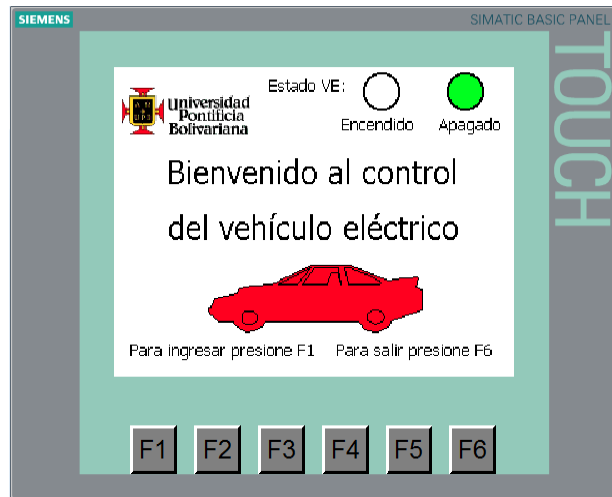 SIEMENS
SIMATIC BASIC PANEL
TOUCH
Universidad
Pontificia
Bolivariana
Estado VE:
Encendido
Apagado
Bienvenido al control
del vehículo eléctrico
Para ingresar presione F1
Para salir presione F6
F1 F2 F3 F4 F5 F6